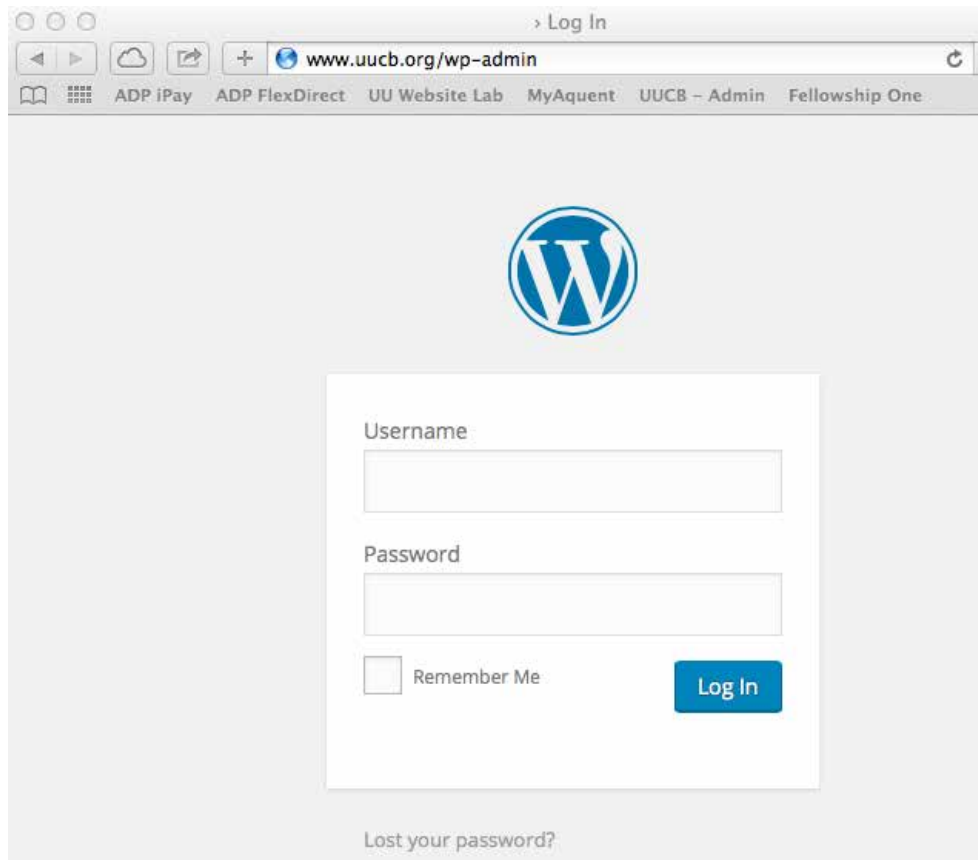 › Log In
www.uucb.org/wp-admin
ADP iPay ADP FlexDirect UU Website Lab MyAquent UUCB – Admin Fellowship One
W
Username
Password
Remember Me
Log In
Lost your password?